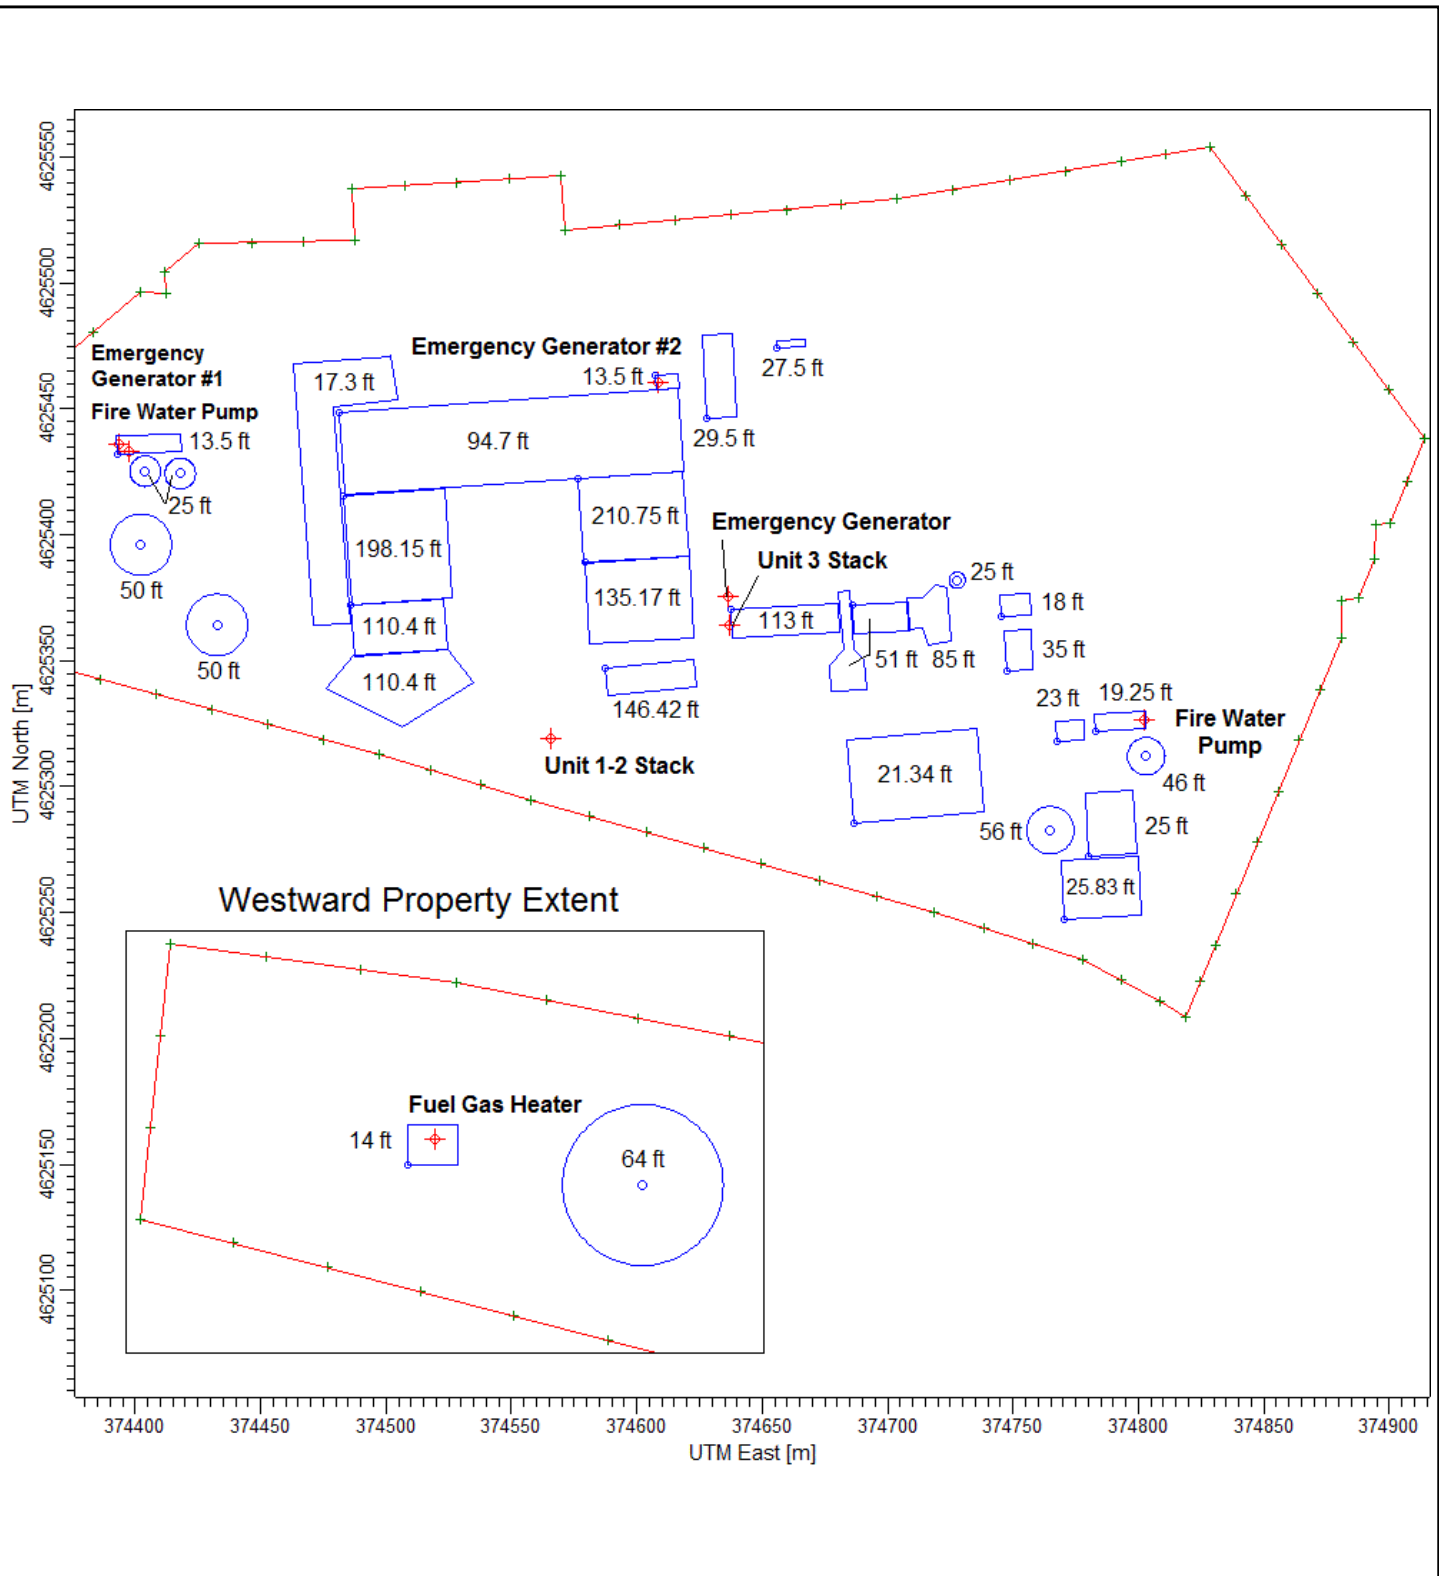 4625550
4625500
4625450
4625400
4625350
4625300
4625250
4625200
4625150
4625100
UTM North [m]
Emergency
Generator #1
Fire Water Pump
13.5 ft
25 ft
50 ft
50 ft
17.3 ft
Emergency Generator #2
13.5 ft
94.7 ft
29.5 ft
27.5 ft
198.15 ft
210.75 ft
135.17 ft
110.4 ft
110.4 ft
146.42 ft
Unit 1-2 Stack
Emergency Generator
Unit 3 Stack
113 ft
51 ft
85 ft
25 ft
18 ft
35 ft
23 ft
19.25 ft
Fire Water
Pump
46 ft
21.34 ft
56 ft
25 ft
25.83 ft
Westward Property Extent
Fuel Gas Heater
14 ft
64 ft
374400
374450
374500
374550
374600
374650
374700
374750
374800
374850
374900
UTM East [m]